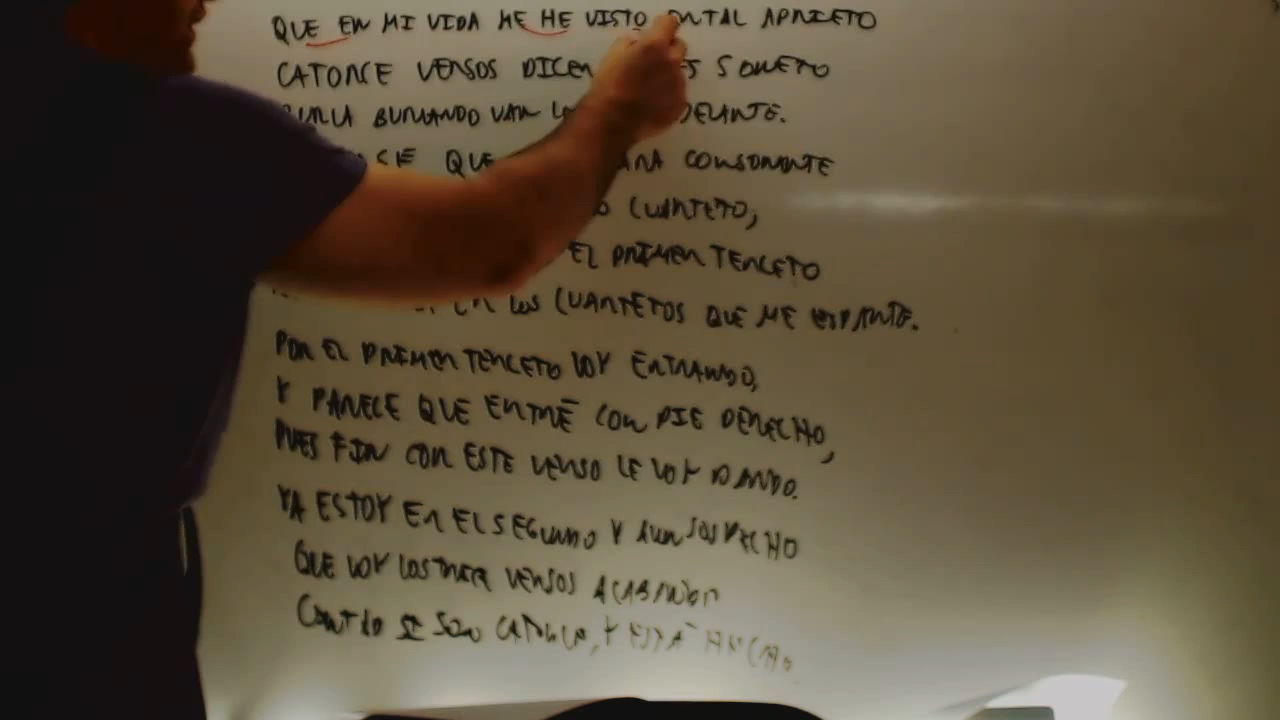 QUE EN MI VIDA ME HE VISTO EN TAL APRIETO
CATORCE VERSOS DICEN ES SONETO
BURLA BURLANDO VAN LO DELANTE.
QUE CONSONANTE
CUARTETO,
EL PRIMER TERCETO
EN LOS CUARTETOS QUE ME ESPANTE.
POR EL PRIMER TERCETO VOY ENTRANDO,
Y PARECE QUE ENTRÉ CON PIE DERECHO,
PUES FIN CON ESTE VERSO LE VOY DANDO.
YA ESTOY EN EL SEGUNDO Y AUN SOSPECHO
QUE VOY LOS TRECE VERSOS ACABANDO
CONTAD SI SON CATORCE, Y ESTÁ HECHO